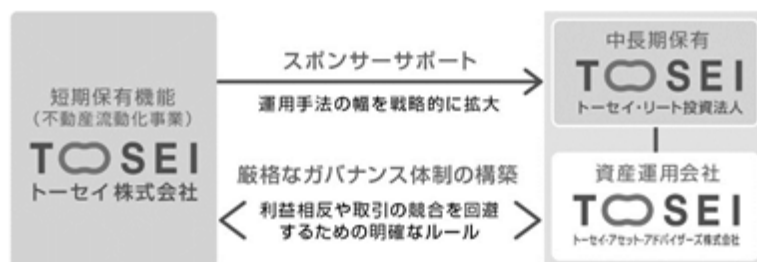 短期保有機能
（不動産流動化事業）
TOSEI
トーセイ株式会社
スポンサーサポート
運用手法の幅を戦略的に拡大
厳格なガバナンス体制の構築
利益相反や取引の競合を回避
するための明確なルール
中長期保有
TOSEI
トーセイ・リート投資法人
資産運用会社
TOSEI
トーセイ・アセット・アドバイザーズ株式会社